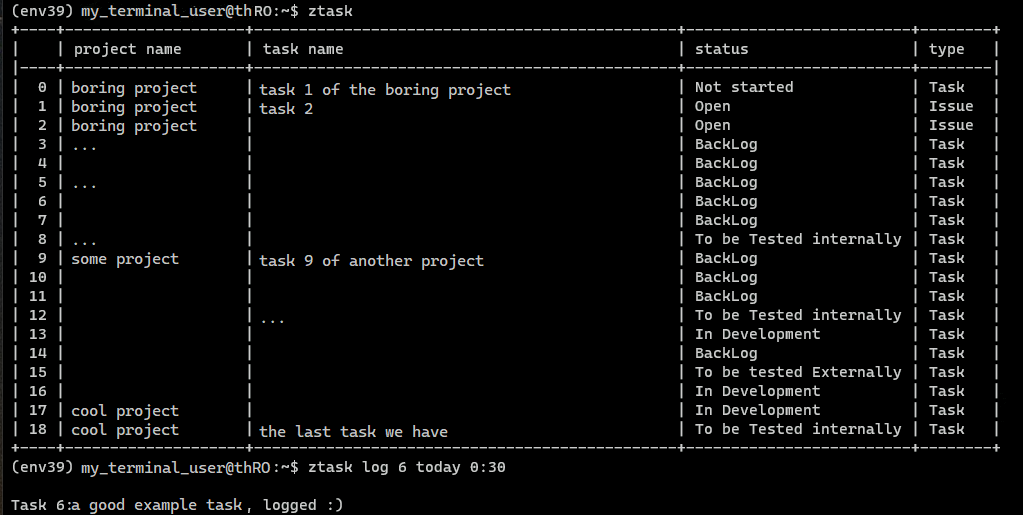 (env39) my_terminal_user@thRO:~$ ztask
+----+--------------------+-----------------------------------------------+-------------------------+--------+
| | project name | task name | status | type |
|----+--------------------+-----------------------------------------------+-------------------------+--------|
| 0 | boring project | task 1 of the boring project | Not started | Task |
| 1 | boring project | task 2 | Open | Issue |
| 2 | boring project | | Open | Issue |
| 3 | ... | | BackLog | Task |
| 4 | | | BackLog | Task |
| 5 | ... | | BackLog | Task |
| 6 | | | BackLog | Task |
| 7 | | | BackLog | Task |
| 8 | ... | | To be Tested internally | Task |
| 9 | some project | task 9 of another project | BackLog | Task |
| 10 | | | BackLog | Task |
| 11 | | | BackLog | Task |
| 12 | | ... | To be Tested internally | Task |
| 13 | | | In Development | Task |
| 14 | | | BackLog | Task |
| 15 | | | To be tested Externally | Task |
| 16 | | | In Development | Task |
| 17 | cool project | | In Development | Task |
| 18 | cool project | the last task we have | To be Tested internally | Task |
+----+--------------------+-----------------------------------------------+-------------------------+--------+
(env39) my_terminal_user@thRO:~$ ztask log 6 today 0:30
Task 6:a good example task, logged :)